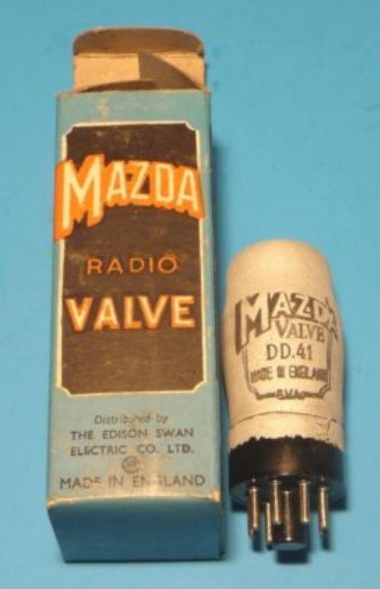 MAZDA
RADIO
VALVE
Distributed by
THE EDISON SWAN
ELECTRIC CO. LTD.
MADE IN ENGLAND
MAZDA
VALVE
DD.41
MADE IN ENGLAND